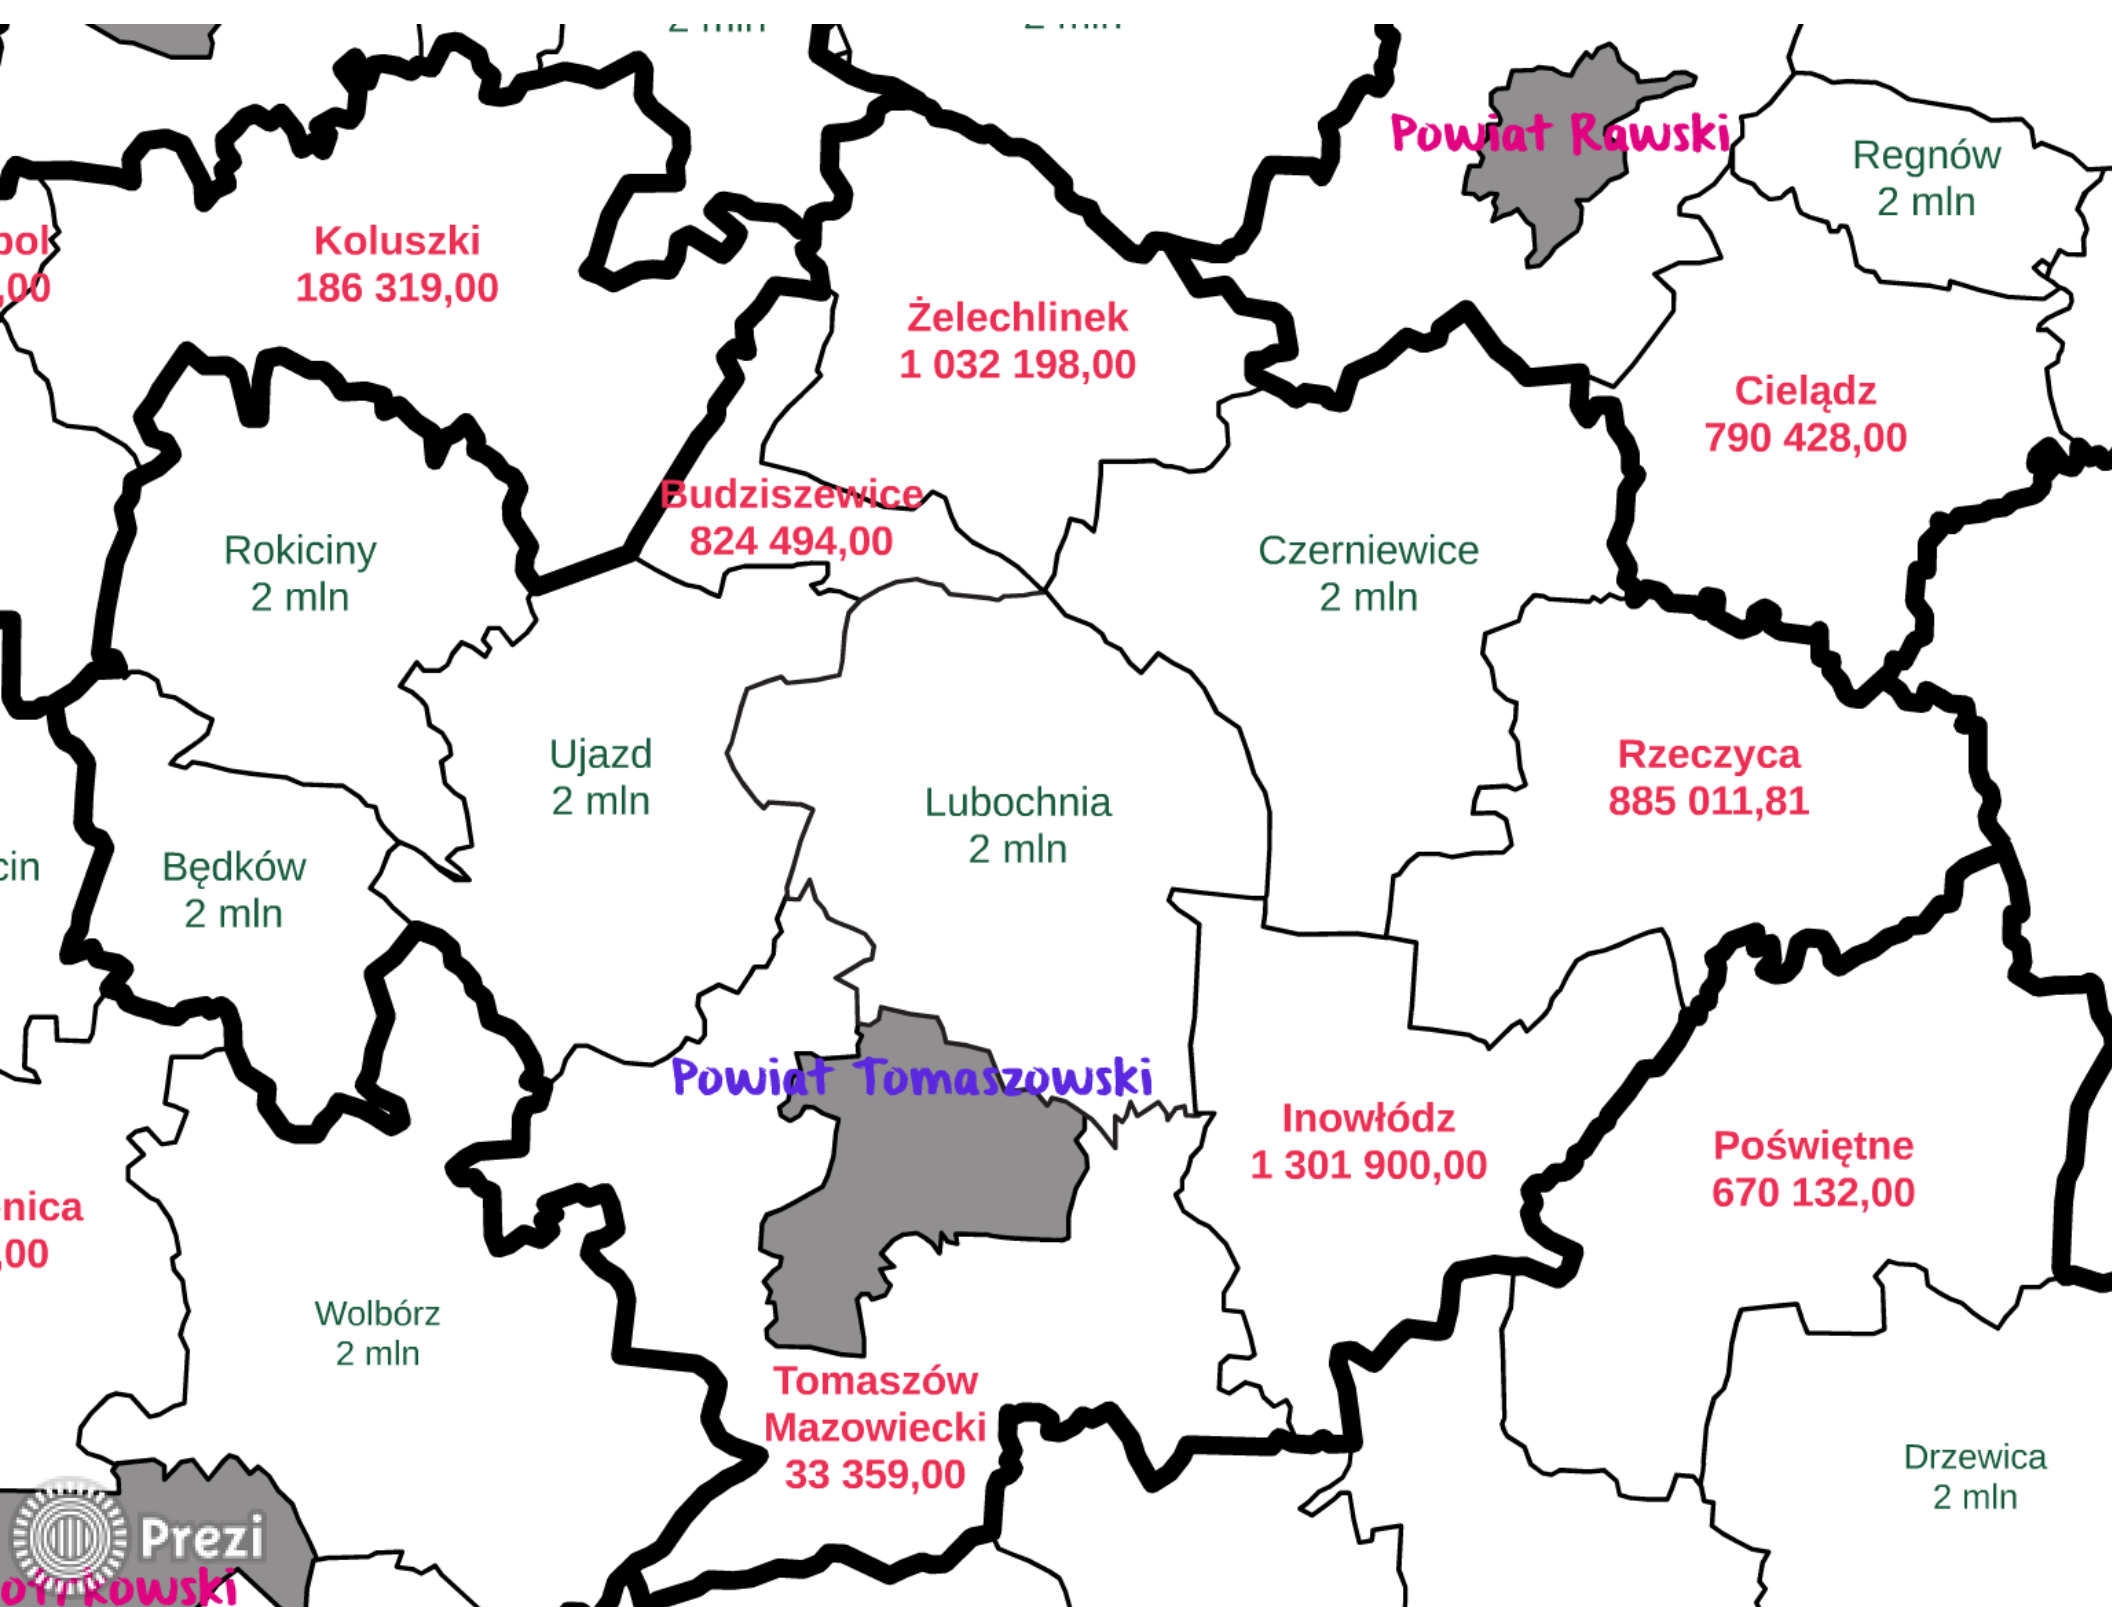 Powiat Rawski
Regnów
2 mln
Koluszki
186 319,00
,00
Żelechlinek
1 032 198,00
Cielądz
790 428,00
Budziszewice
824 494,00
Rokiciny
2 mln
Czerniewice
2 mln
Ujazd
2 mln
Rzeczyca
885 011,81
Lubochnia
2 mln
Będków
2 mln
Powiat Tomaszowski
Inowłódz
1 301 900,00
Poświętne
670 132,00
nica
,00
Wolbórz
2 mln
Tomaszów
Mazowiecki
33 359,00
Drzewica
2 mln
Prezi